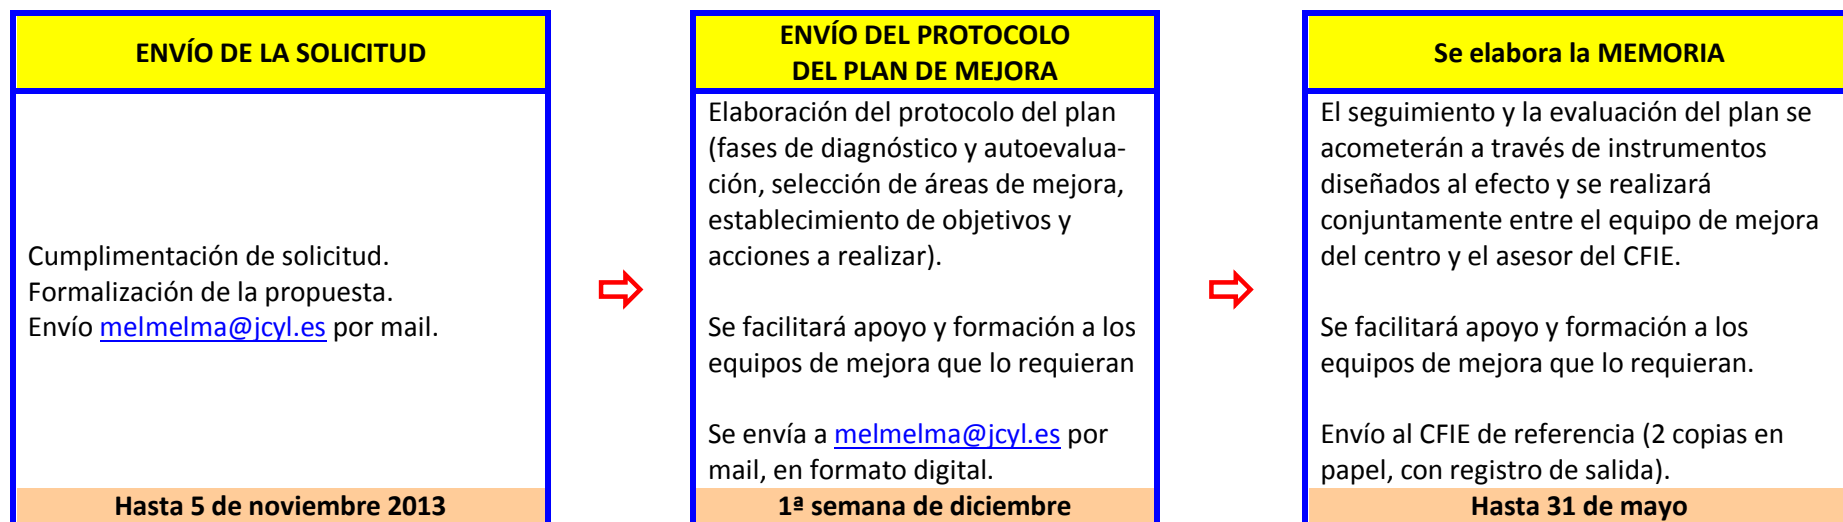 ENVÍO DE LA SOLICITUD
Cumplimentación de solicitud.
Formalización de la propuesta.
Envío melmelma@jcyl.es por mail.
Hasta 5 de noviembre 2013
ENVÍO DEL PROTOCOLO
DEL PLAN DE MEJORA
Elaboración del protocolo del plan
(fases de diagnóstico y autoevalua-
ción, selección de áreas de mejora,
establecimiento de objetivos y
acciones a realizar).
Se facilitará apoyo y formación a los
equipos de mejora que lo requieran
Se envía a melmelma@jcyl.es por
mail, en formato digital.
1ª semana de diciembre
Se elabora la MEMORIA
El seguimiento y la evaluación del plan se
acometerán a través de instrumentos
diseñados al efecto y se realizará
conjuntamente entre el equipo de mejora
del centro y el asesor del CFIE.
Se facilitará apoyo y formación a los
equipos de mejora que lo requieran.
Envío al CFIE de referencia (2 copias en
papel, con registro de salida).
Hasta 31 de mayo